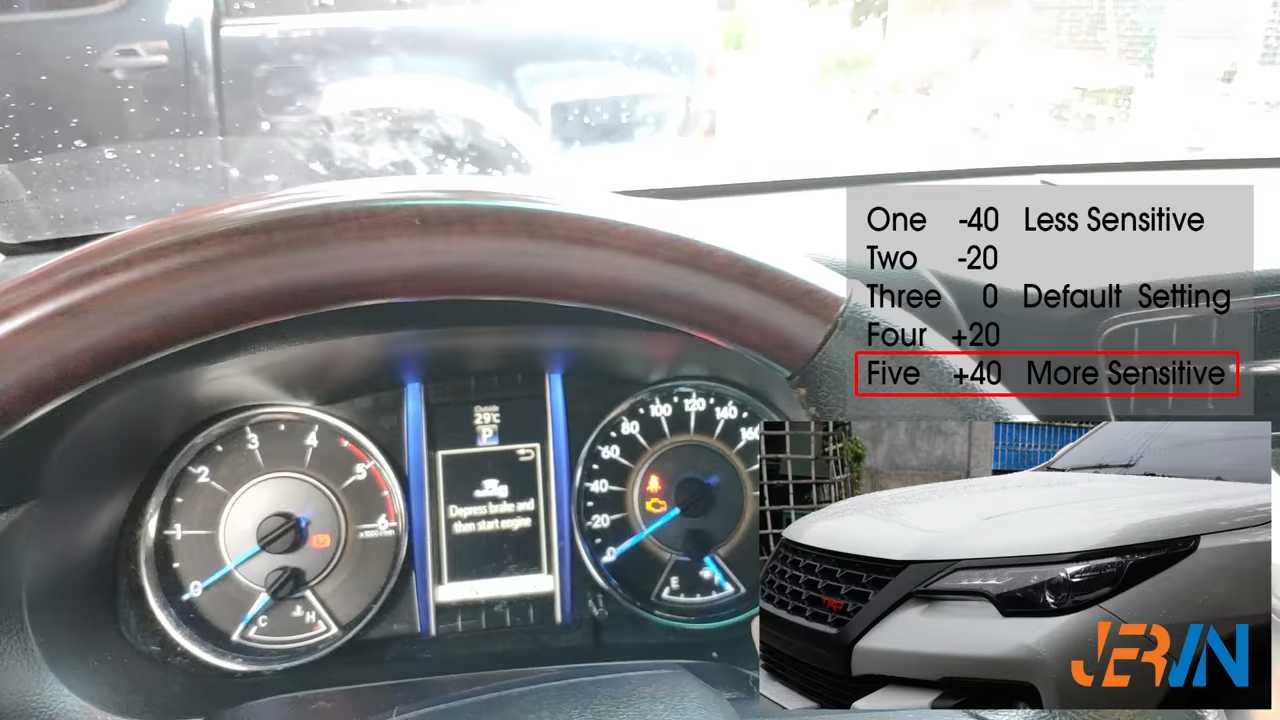 One -40 Less Sensitive
Two -20
Three 0 Default Setting
Four +20
Five +40 More Sensitive
Outside
29°C
P
Depress brake and
then start engine
0 1 2 3 4 5 6
x1000r/min
C H
0 20 40 60 80 100 120 140 160
E
TRD
JERVIN